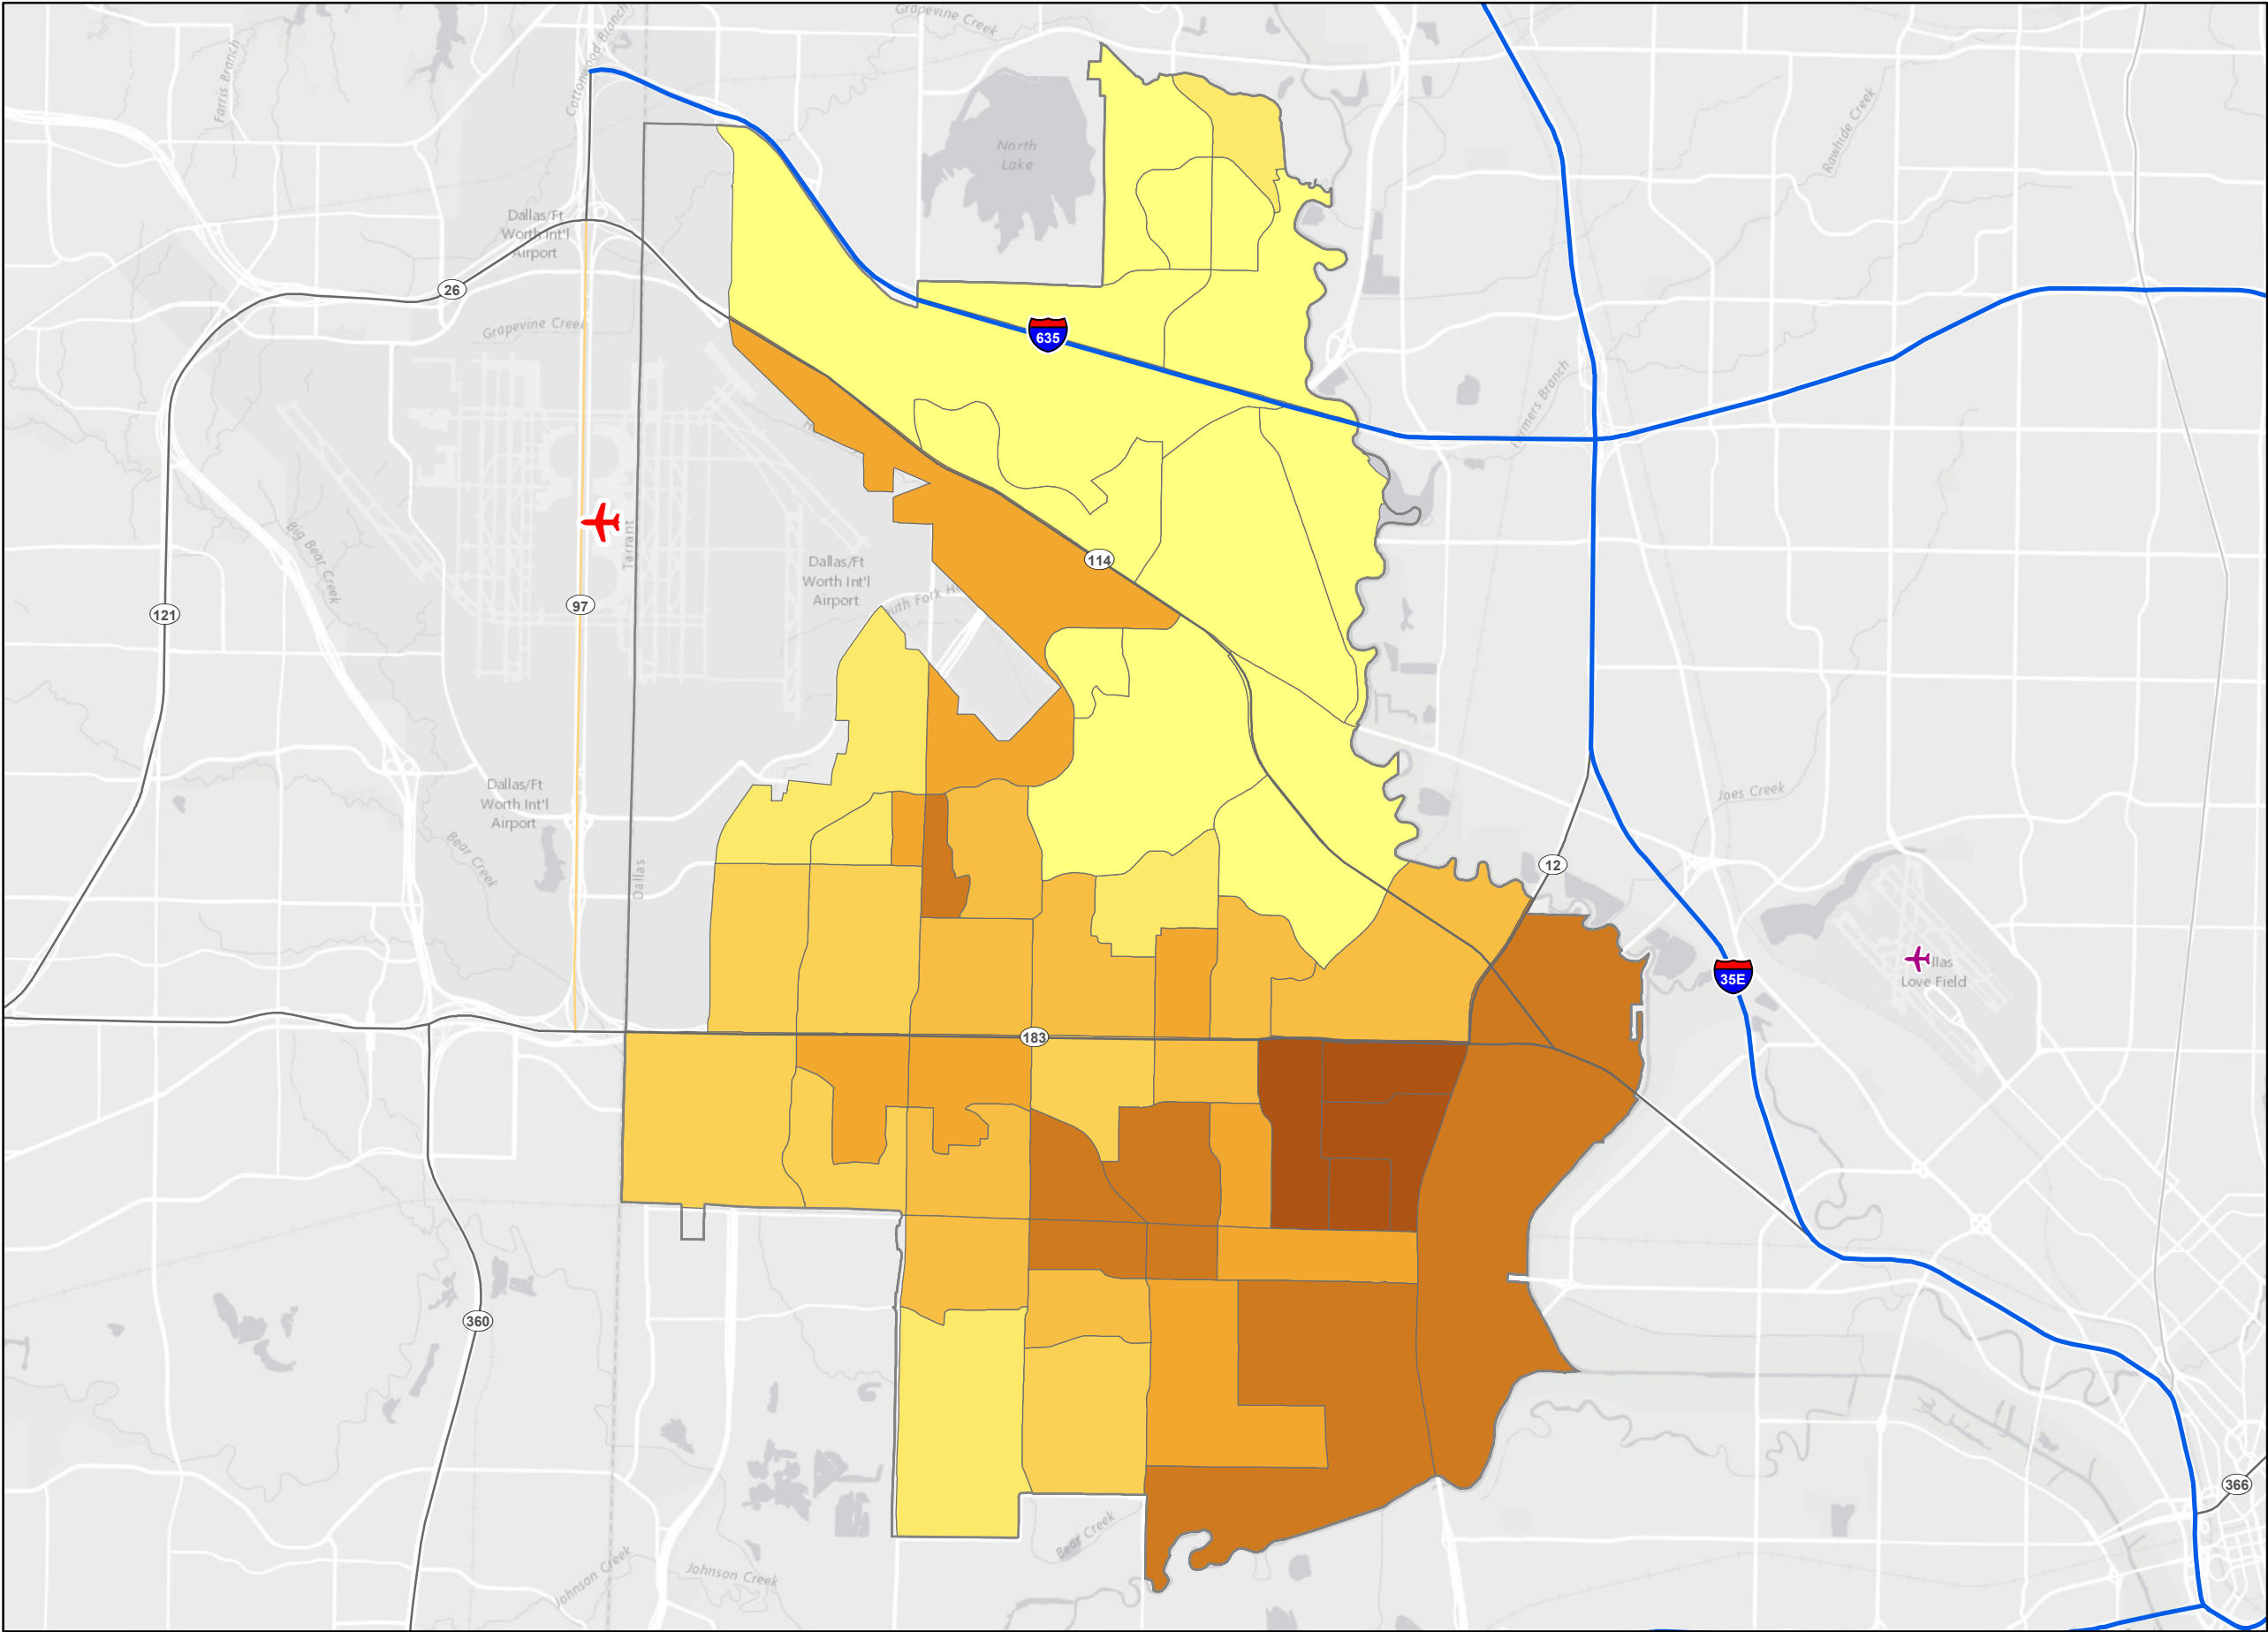 Grapevine Creek
Cottonwood Branch
Farris Branch
Rawhide Creek
North
Lake
Dallas/Ft
Worth Int'l
Airport
26
Grapevine Creek
635
Farmers Branch
114
Big Bear Creek
Tarrant
Dallas/Ft
Worth Int'l
Airport
97
121
Dallas/Ft
Worth Int'l
Airport
Joes Creek
Bear Creek
Dallas
12
35E
Love Field
183
360
366
Bear Creek
Johnson Creek
Johnson Creek